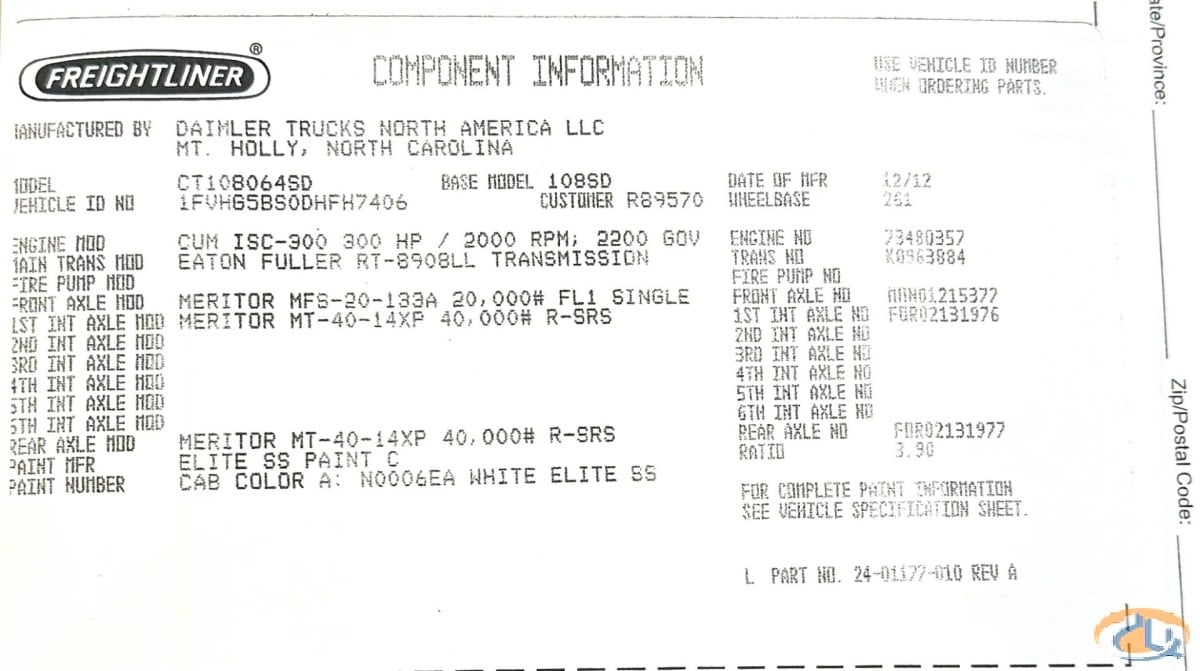 FREIGHTLINER®
COMPONENT INFORMATION
USE VEHICLE ID NUMBER
WHEN ORDERING PARTS.
MANUFACTURED BY DAIMLER TRUCKS NORTH AMERICA LLC
MT. HOLLY, NORTH CAROLINA
MODEL CT108064SD BASE MODEL 108SD DATE OF MFR 12/12
VEHICLE ID NO 1FVHG5BS0DHFH7406 CUSTOMER R89570 WHEELBASE 261
ENGINE MOD CUM ISC-300 300 HP / 2000 RPM; 2200 GOV ENGINE NO 73480357
MAIN TRANS MOD EATON FULLER RT-8908LL TRANSMISSION TRANS NO K0963884
FIRE PUMP MOD FIRE PUMP NO
FRONT AXLE MOD MERITOR MFS-20-133A 20,000# FL1 SINGLE FRONT AXLE NO
1ST INT AXLE MOD MERITOR MT-40-14XP 40,000# R-SRS 1ST INT AXLE NO FDR02131976
2ND INT AXLE MOD 2ND INT AXLE NO
3RD INT AXLE MOD 3RD INT AXLE NO
4TH INT AXLE MOD 4TH INT AXLE NO
5TH INT AXLE MOD 5TH INT AXLE NO
6TH INT AXLE MOD 6TH INT AXLE NO
REAR AXLE MOD MERITOR MT-40-14XP 40,000# R-SRS REAR AXLE NO FDR02131977
PAINT MFR ELITE SS PAINT C RATIO 3.90
PAINT NUMBER CAB COLOR A: N0006EA WHITE ELITE SS
FOR COMPLETE PAINT INFORMATION
SEE VEHICLE SPECIFICATION SHEET.
L PART NO. 24-01177-010 REV A
ate/Province:
Zip/Postal Code: